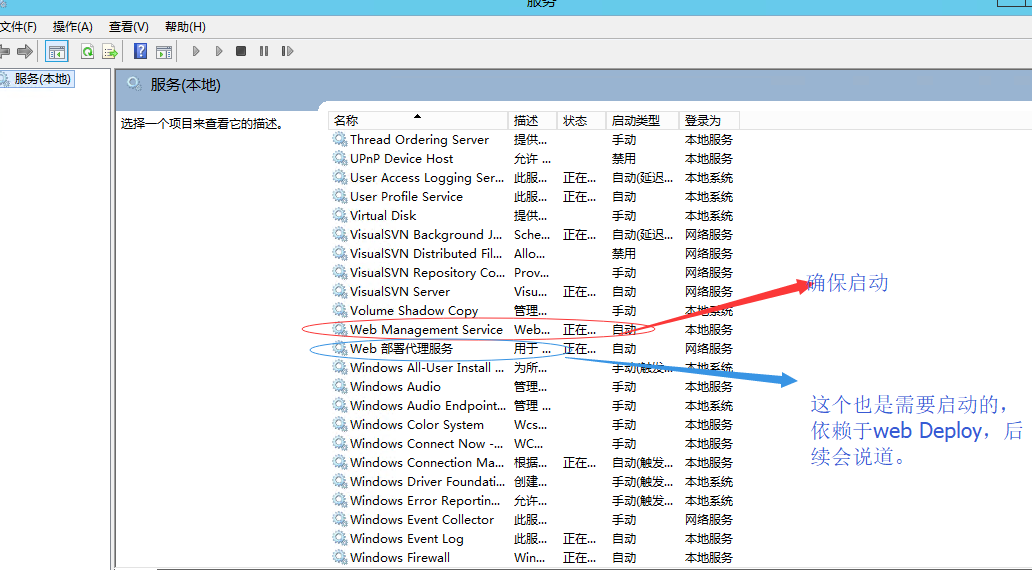 服务
文件(F) 操作(A) 查看(V) 帮助(H)
服务(本地)
服务(本地)
选择一个项目来查看它的描述。
名称 描述 状态 启动类型 登录为
Thread Ordering Server 提供... 手动 本地服务
UPnP Device Host 允许 ... 禁用 本地服务
User Access Logging Ser... 此服... 正在... 自动(延迟... 本地系统
User Profile Service 此服... 正在... 自动 本地系统
Virtual Disk 提供... 手动 本地系统
VisualSVN Background J... Sche... 正在... 自动(延迟... 网络服务
VisualSVN Distributed Fil... Allo... 禁用 网络服务
VisualSVN Repository Co... Prov... 手动 网络服务
VisualSVN Server Visu... 正在... 自动 网络服务
Volume Shadow Copy 管理... 手动 本地系统
Web Management Service Web... 正在... 自动 本地服务
Web 部署代理服务 用于 ... 正在... 自动 网络服务
Windows All-User Install ... 为所... 手动(触发... 本地系统
Windows Audio 管理... 手动 本地服务
Windows Audio Endpoint... 管理 ... 手动 本地系统
Windows Color System Wcs... 手动 本地服务
Windows Connect Now -... WC... 手动 本地服务
Windows Connection Ma... 根据... 正在... 自动(触发... 本地服务
Windows Driver Foundati... 创建... 手动(触发... 本地系统
Windows Error Reportin... 允许... 手动(触发... 本地系统
Windows Event Collector 此服... 手动 网络服务
Windows Event Log 此服... 正在... 自动 本地服务
Windows Firewall Win... 正在... 自动 本地服务
确保启动
这个也是需要启动的，
依赖于web Deploy，后
续会说道。